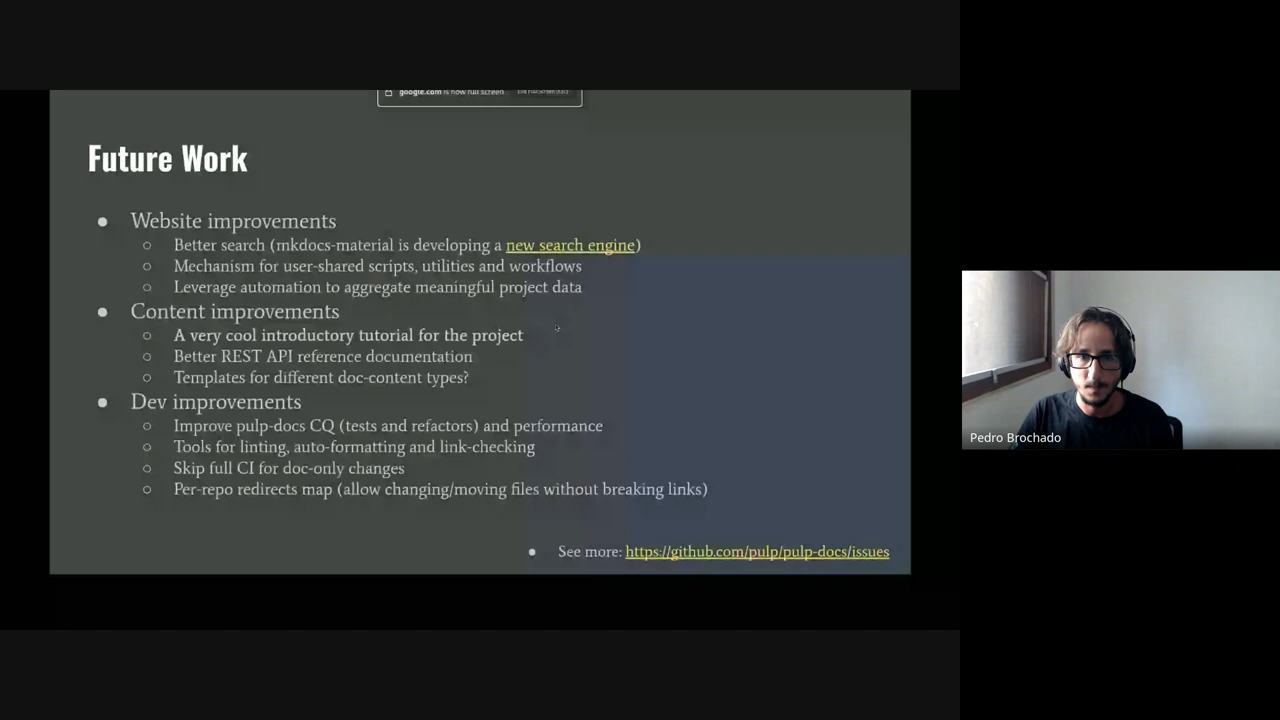 google.com is now full screen
Future Work
● Website improvements
○ Better search (mkdocs-material is developing a new search engine)
○ Mechanism for user-shared scripts, utilities and workflows
○ Leverage automation to aggregate meaningful project data
● Content improvements
○ A very cool introductory tutorial for the project
○ Better REST API reference documentation
○ Templates for different doc-content types?
● Dev improvements
○ Improve pulp-docs CQ (tests and refactors) and performance
○ Tools for linting, auto-formatting and link-checking
○ Skip full CI for doc-only changes
○ Per-repo redirects map (allow changing/moving files without breaking links)
● See more: https://github.com/pulp/pulp-docs/issues
Pedro Brochado